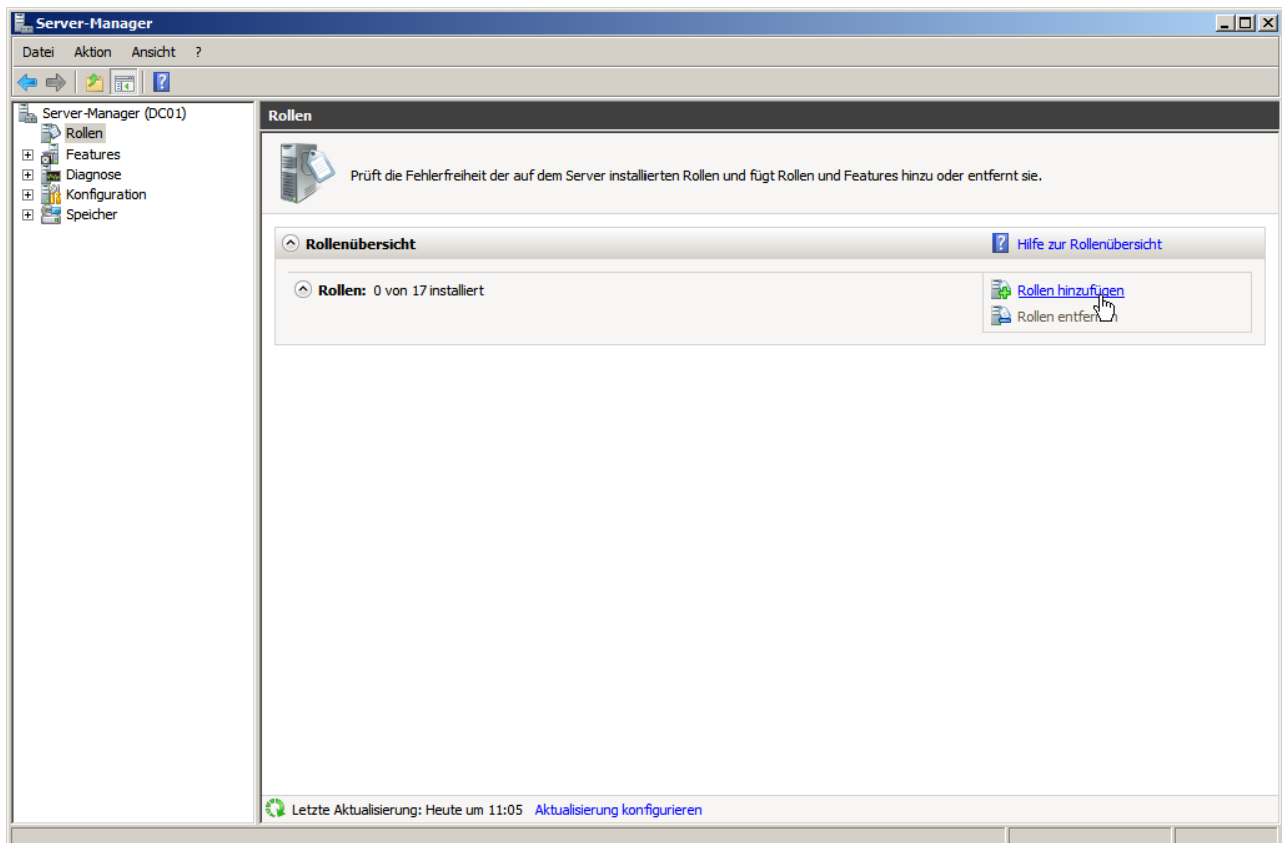 Server-Manager
Datei Aktion Ansicht ?
Server-Manager (DC01)
Rollen
Features
Diagnose
Konfiguration
Speicher
Rollen
Prüft die Fehlerfreiheit der auf dem Server installierten Rollen und fügt Rollen und Features hinzu oder entfernt sie.
Rollenübersicht
Hilfe zur Rollenübersicht
Rollen: 0 von 17 installiert
Rollen hinzufügen
Rollen entfernen
Letzte Aktualisierung: Heute um 11:05 Aktualisierung konfigurieren